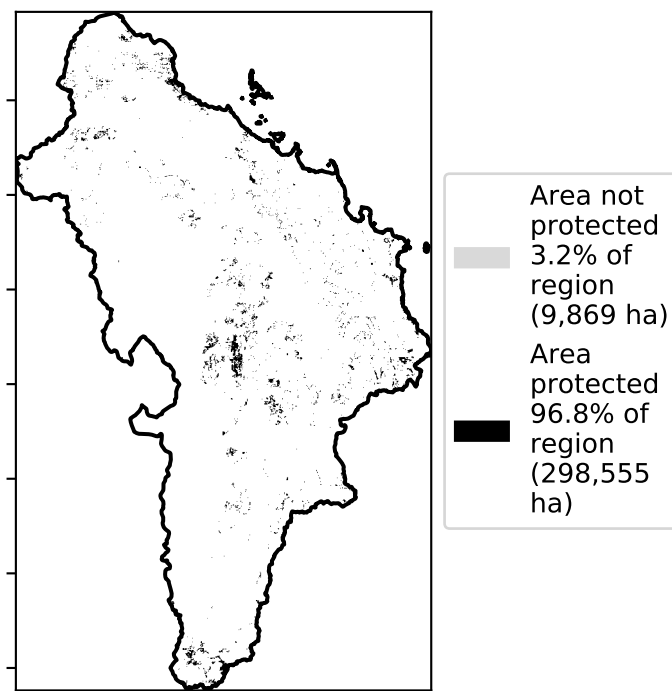 Area not
protected
3.2% of
region
(9,869 ha)
Area
protected
96.8% of
region
(298,555
ha)